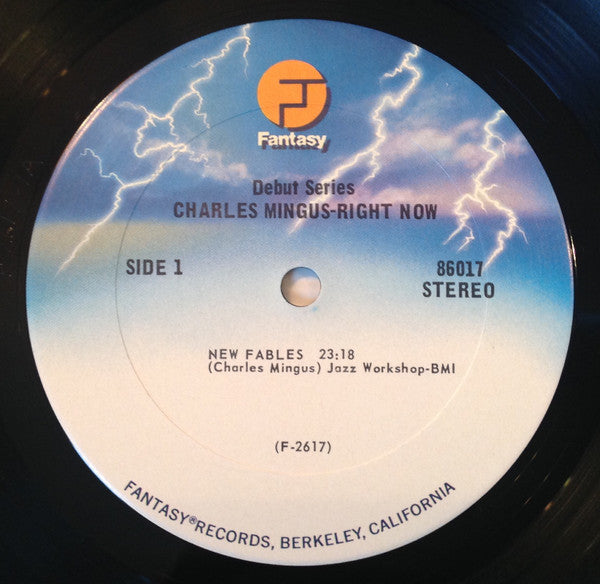 Fantasy
Debut Series
CHARLES MINGUS-RIGHT NOW
SIDE 1
86017
STEREO
NEW FABLES 23:18
(Charles Mingus) Jazz Workshop-BMI
(F-2617)
FANTASY®RECORDS, BERKELEY, CALIFORNIA